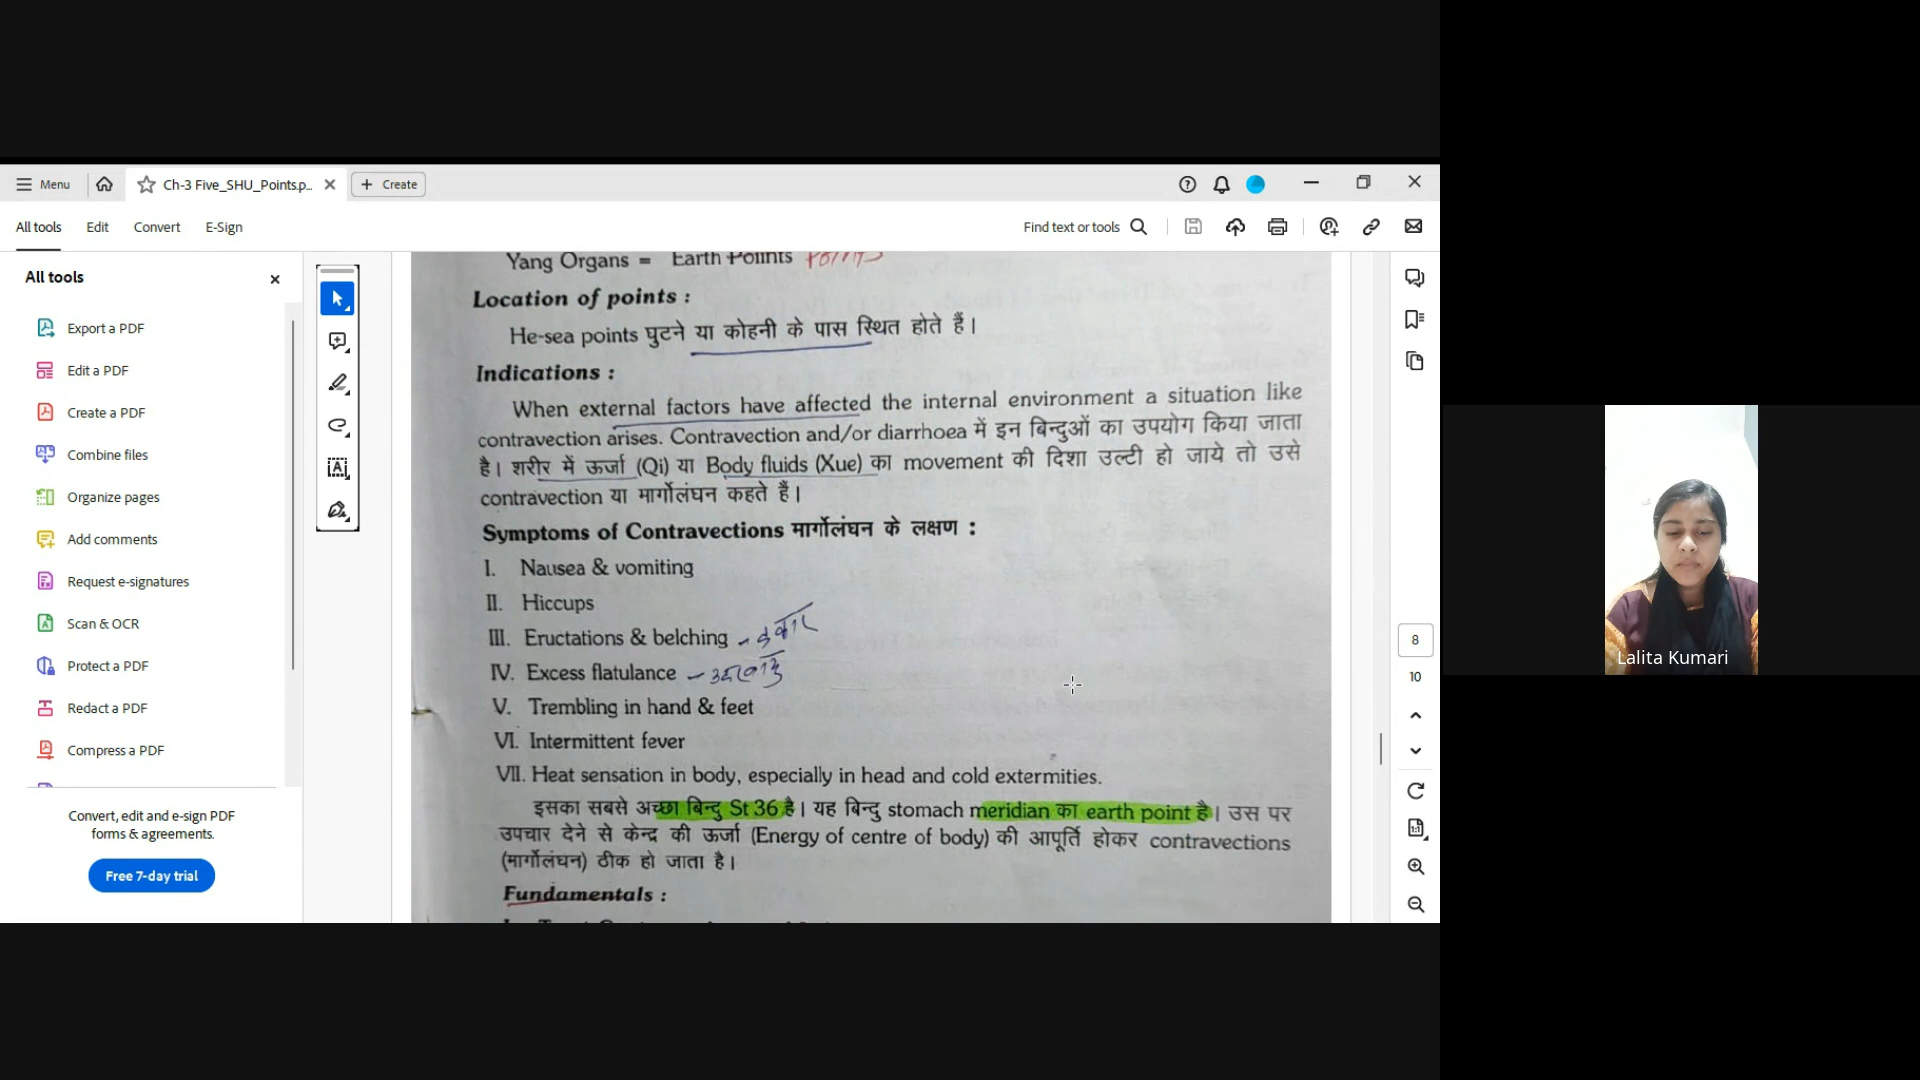 Menu
Ch-3 Five_SHU_Points.p...
Create
All tools
Edit
Convert
E-Sign
Find text or tools
All tools
Export a PDF
Edit a PDF
Create a PDF
Combine files
Organize pages
Add comments
Request e-signatures
Scan & OCR
Protect a PDF
Redact a PDF
Compress a PDF
Convert, edit and e-sign PDF
forms & agreements.
Free 7-day trial
Yang Organs = Earth Points Points
Location of points :
He-sea points घुटने या कोहनी के पास स्थित होते हैं।
Indications :
When external factors have affected the internal environment a situation like
contravection arises. Contravection and/or diarrhoea में इन बिन्दुओं का उपयोग किया जाता
है। शरीर में ऊर्जा (Qi) या Body fluids (Xue) का movement की दिशा उल्टी हो जाये तो उसे
contravection या मार्गोलंघन कहते हैं।
Symptoms of Contravections मार्गोलंघन के लक्षण :
I. Nausea & vomiting
II. Hiccups
III. Eructations & belching -
IV. Excess flatulance -
V. Trembling in hand & feet
VI. Intermittent fever
VII. Heat sensation in body, especially in head and cold extermities.
इसका सबसे अच्छा बिन्दु St 36 है। यह बिन्दु stomach meridian का earth point है। उस पर
उपचार देने से केन्द्र की ऊर्जा (Energy of centre of body) की आपूर्ति होकर contravections
(मार्गोलंघन) ठीक हो जाता है।
Fundamentals :
8
10
Lalita Kumari